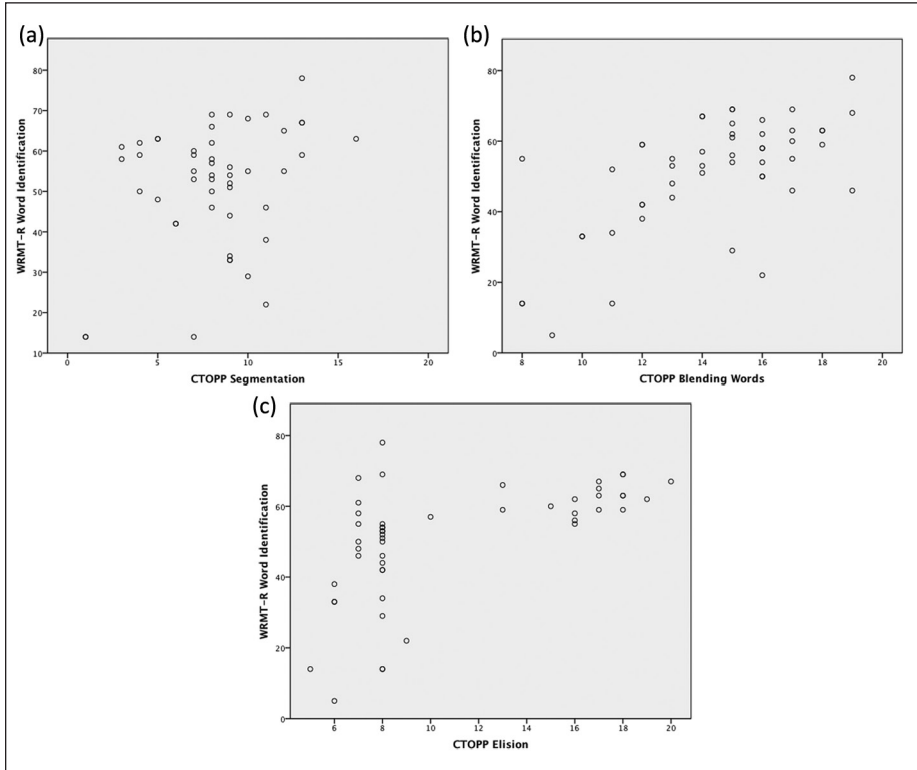 (a)
WRMT-R Word Identification
80
70
60
50
40
30
20
10
0 5 10 15 20
CTOPP Segmentation
(b)
WRMT-R Word Identification
80
60
40
20
0
8 10 12 14 16 18 20
CTOPP Blending Words
(c)
WRMT-R Word Identification
80
60
40
20
0
6 8 10 12 14 16 18 20
CTOPP Elision